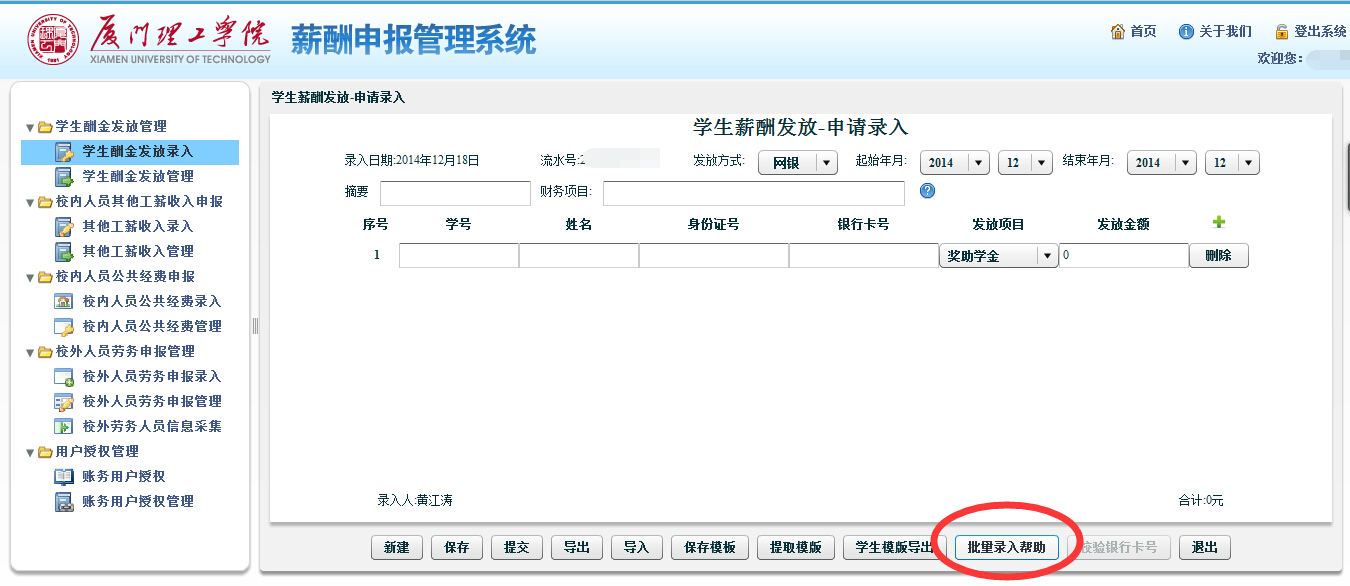 厦门理工学院
XIAMEN UNIVERSITY OF TECHNOLOGY
薪酬申报管理系统
首页 关于我们 登出系统
欢迎您:
学生酬金发放管理
学生酬金发放录入
学生酬金发放管理
校内人员其他工薪收入申报
其他工薪收入录入
其他工薪收入管理
校内人员公共经费申报
校内人员公共经费录入
校内人员公共经费管理
校外人员劳务申报管理
校外人员劳务申报录入
校外人员劳务申报管理
校外劳务人员信息采集
用户授权管理
账务用户授权
账务用户授权管理
学生薪酬发放-申请录入
学生薪酬发放-申请录入
录入日期:2014年12月18日 流水号:2 发放方式: 网银 起始年月: 2014 12 结束年月: 2014 12
摘要 财务项目:
序号 学号 姓名 身份证号 银行卡号 发放项目 发放金额
1 奖助学金 0 删除
录入人:黄江涛 合计:0元
新建 保存 提交 导出 导入 保存模板 提取模版 学生模版导出 批量录入帮助 校验银行卡号 退出